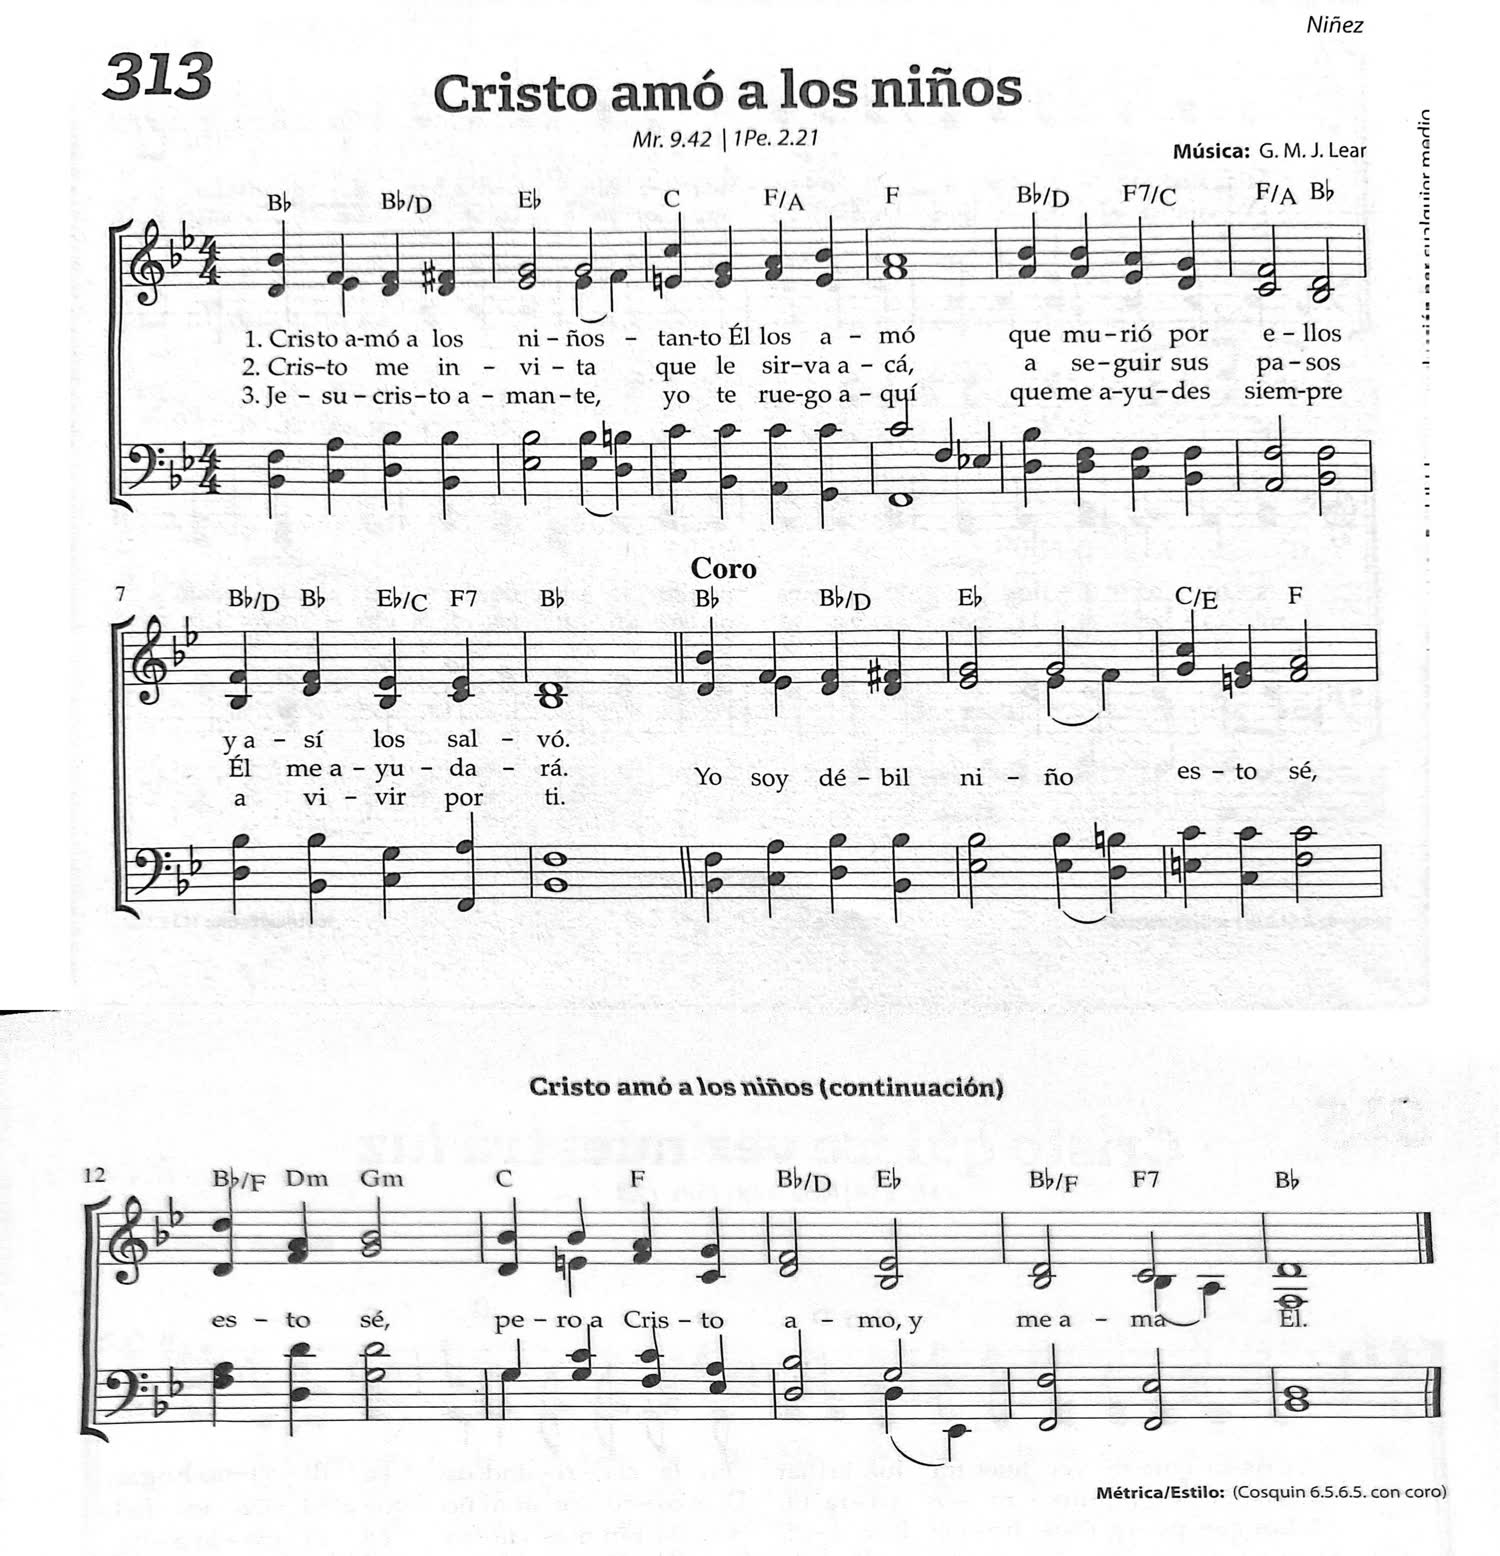 Niñez
313
Cristo amó a los niños
Mr. 9.42 | 1Pe. 2.21
Música: G. M. J. Lear
B♭ B♭/D E♭ C F/A F B♭/D F7/C F/A B♭
1. Cristo a-mó a los ni – ños – tan-to Él los a – mó que mu–rió por e – llos
2. Cris–to me in – vi – ta que le sir–va a – cá, a se–guir sus pa – sos
3. Je – su – cris – to a – man – te, yo te rue-go a – quí que me a–yu–des siem–pre
7
Coro
B♭/D B♭ E♭/C F7 B♭ B♭ B♭/D E♭ C/E F
y a – sí los sal – vó.
Él me a – yu – da – rá.
Yo soy dé – bil ni – ño es – to sé,
a vi – vir por ti.
Cristo amó a los niños (continuación)
12
B♭/F Dm Gm C F B♭/D E♭ B♭/F F7 B♭
es – to sé, pe – ro a Cris – to a – mo, y me a – ma Él.
Métrica/Estilo: (Cosquin 6.5.6.5. con coro)